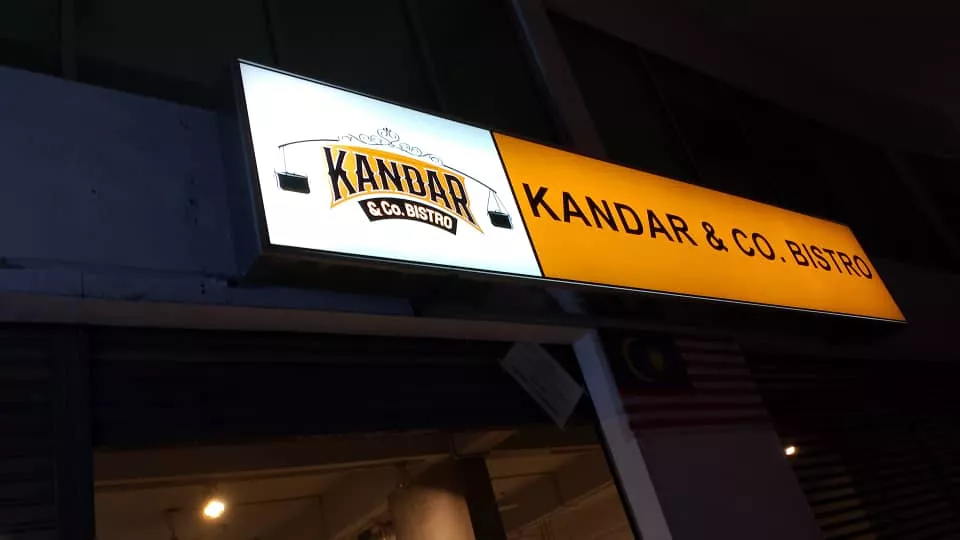 KANDAR
& Co. BISTRO
KANDAR & CO. BISTRO